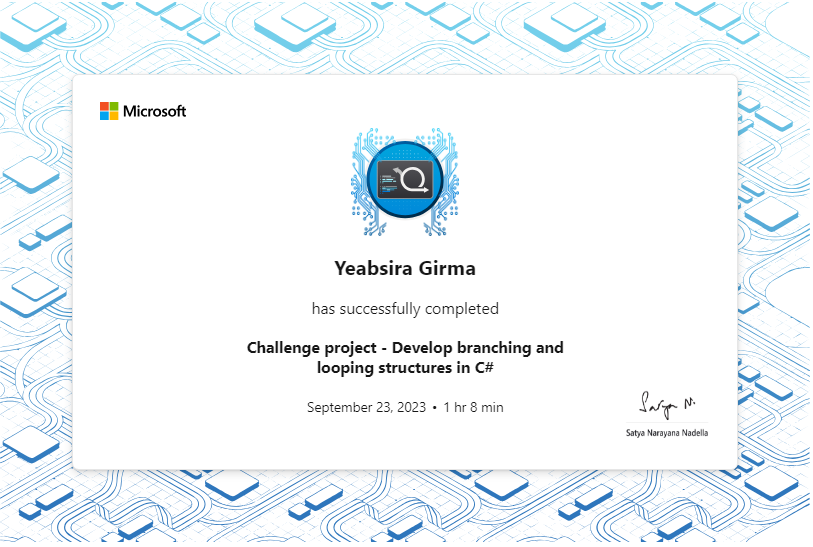 Microsoft
Yeabsira Girma
has successfully completed
Challenge project - Develop branching and
looping structures in C#
September 23, 2023 • 1 hr 8 min
Satya N.
Satya Narayana Nadella